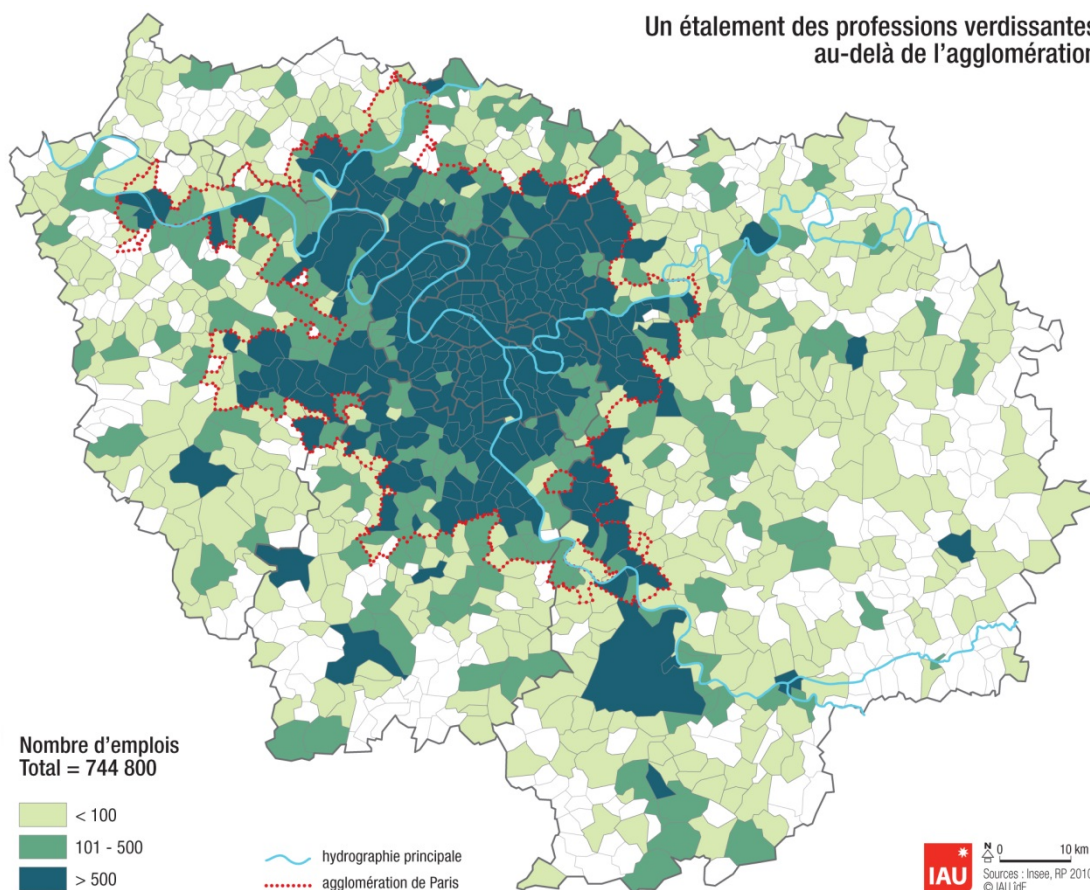 Un étalement des professions verdissantes
au-delà de l'agglomération
Nombre d'emplois
Total = 744 800
< 100
101 - 500
> 500
hydrographie principale
agglomération de Paris
IAU
N
0 10 km
Sources : Insee, RP 2010
© IAU îdF